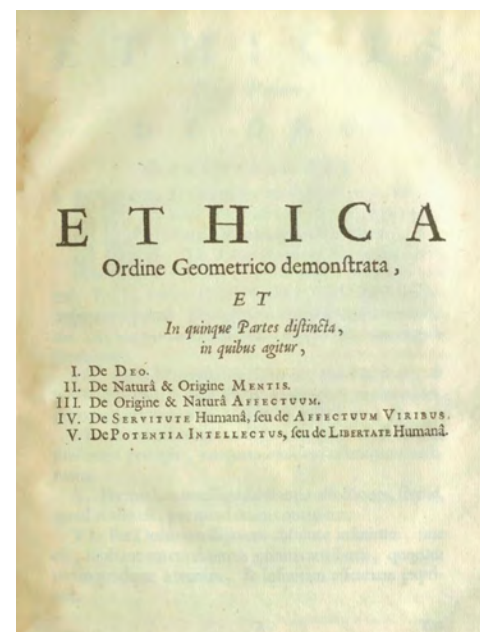 ETHICA
Ordine Geometrico demonſtrata,
ET
In quinque Partes diſtincta,
in quibus agitur,
I. De DEO.
II. De Naturâ & Origine MENTIS.
III. De Origine & Naturâ AFFECTUUM.
IV. De SERVITUTE Humanâ, ſeu de AFFECTUUM VIRIBUS.
V. De POTENTIA INTELLECTUS, ſeu de LIBERTATE Humanâ.